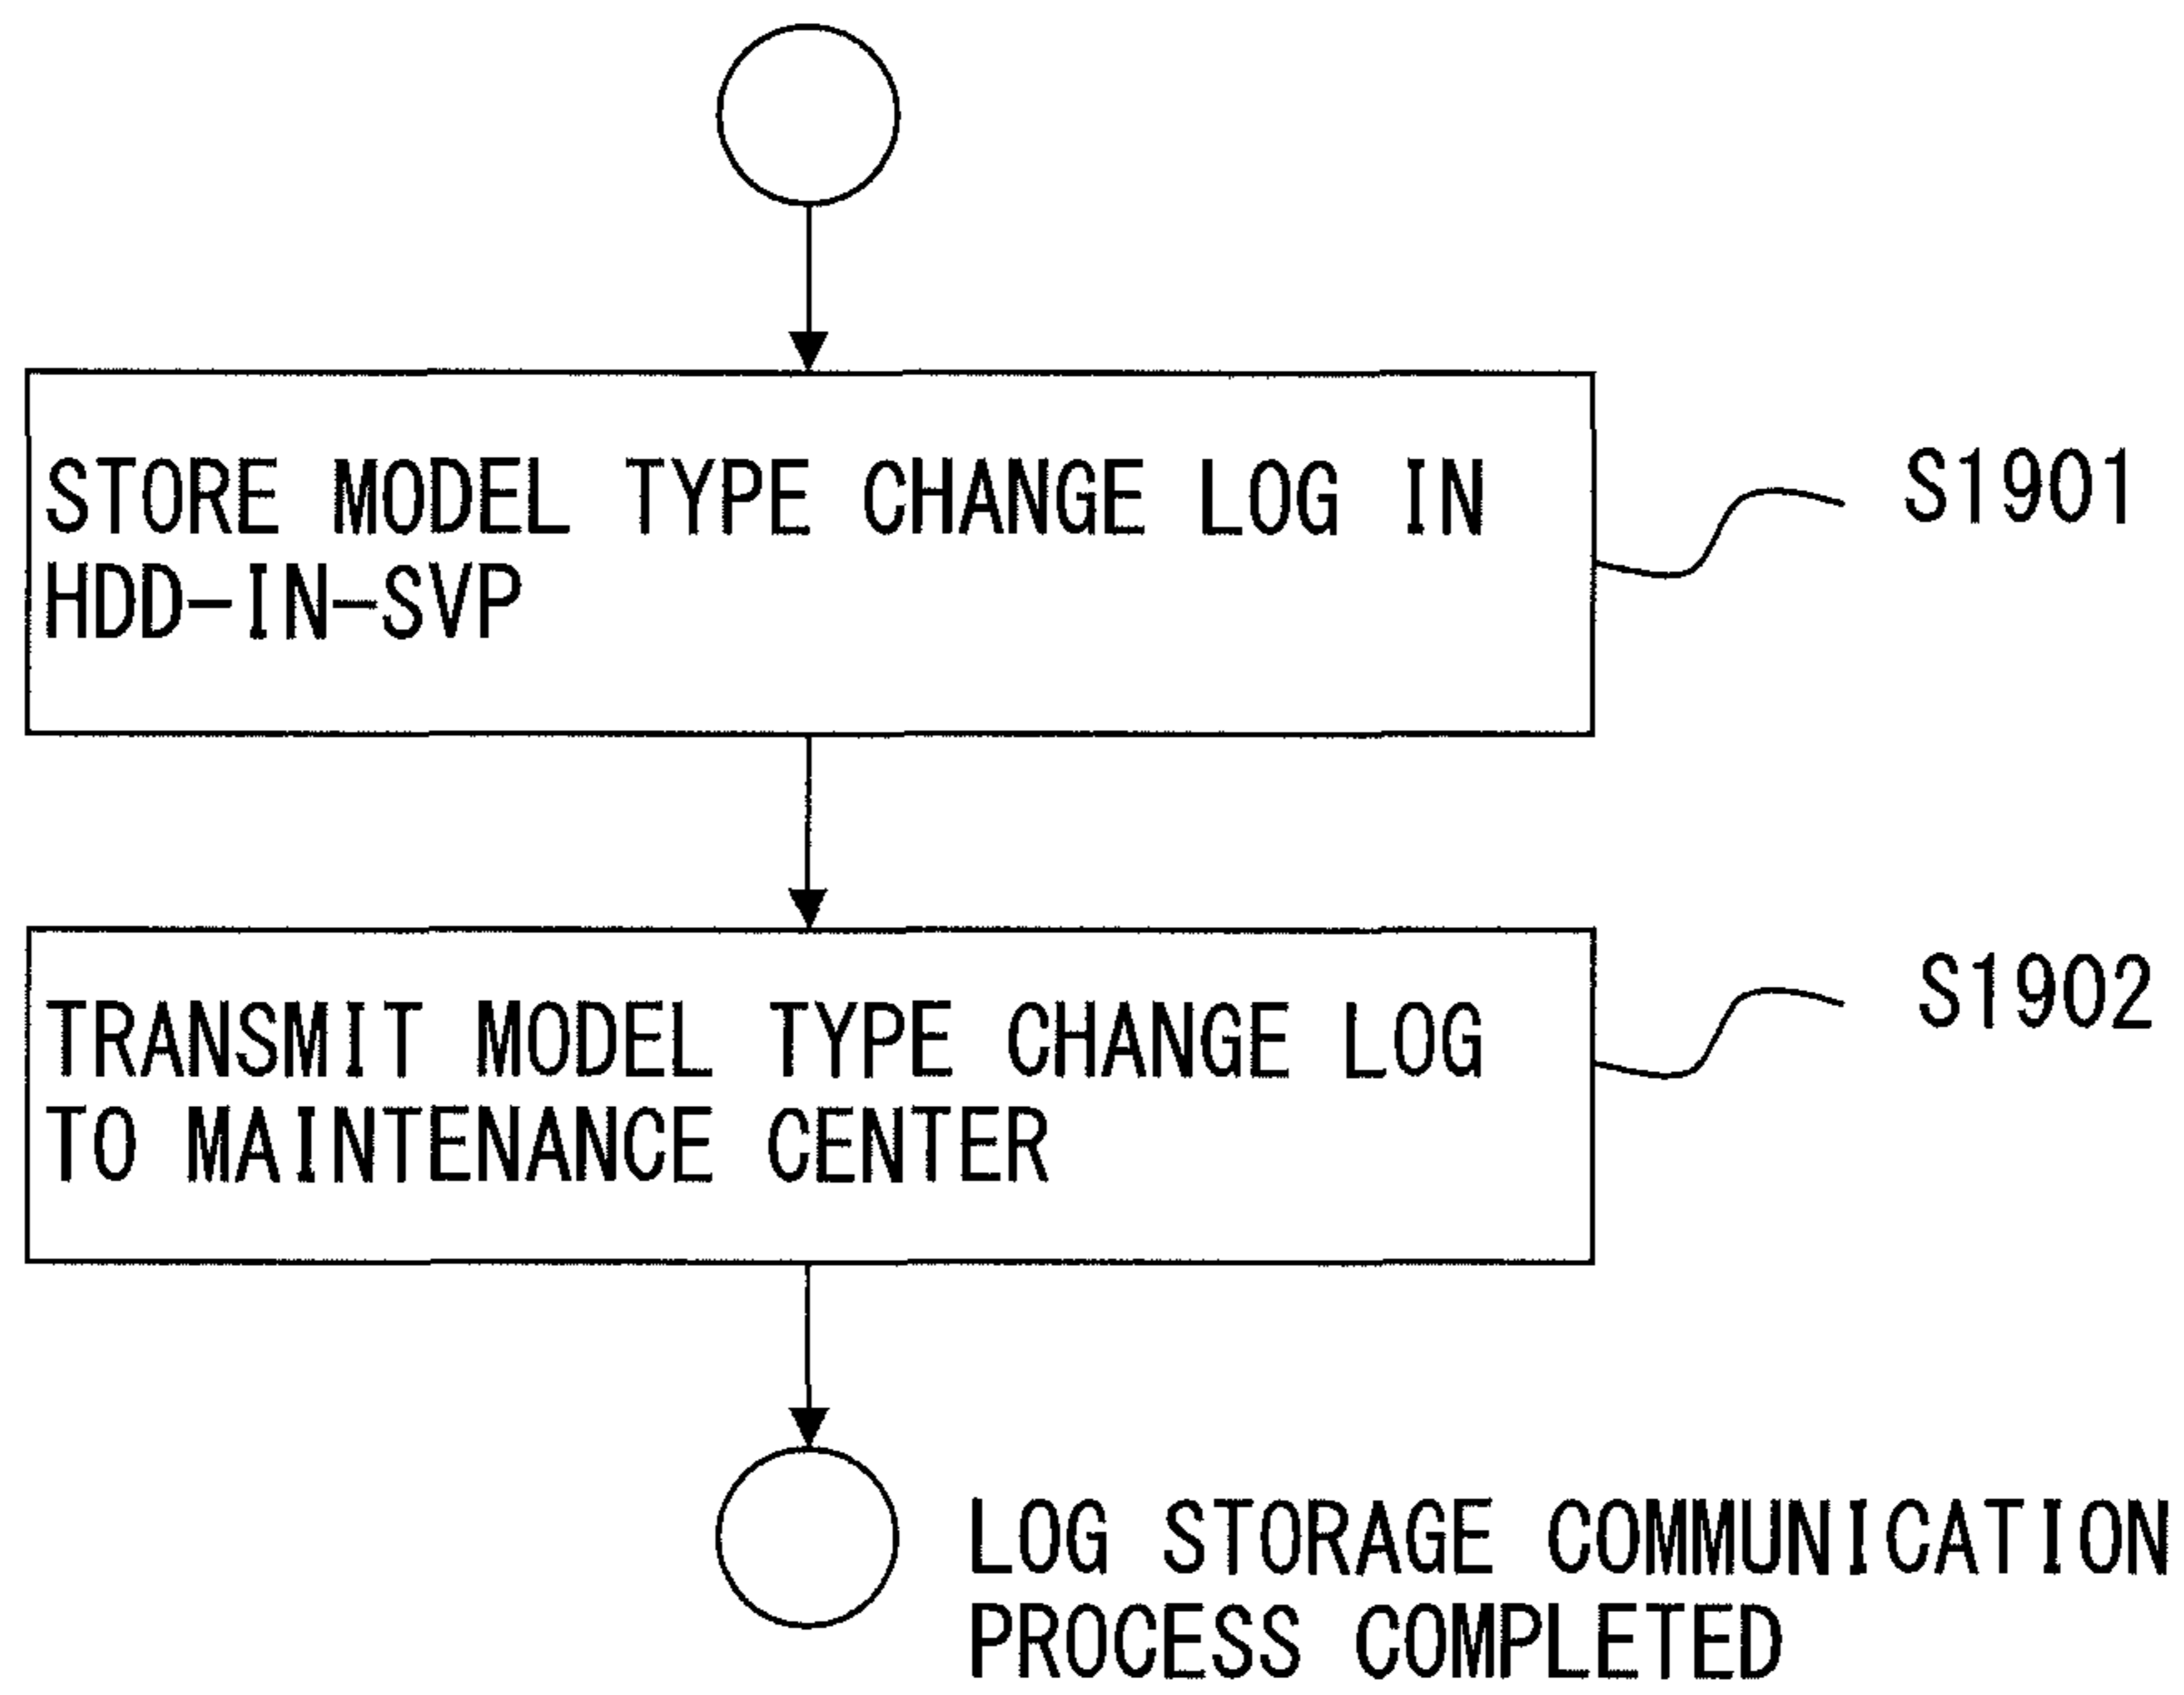 STORE MODEL TYPE CHANGE LOG IN
HDD-IN-SVP
S1901
TRANSMIT MODEL TYPE CHANGE LOG
TO MAINTENANCE CENTER
S1902
LOG STORAGE COMMUNICATION
PROCESS COMPLETED